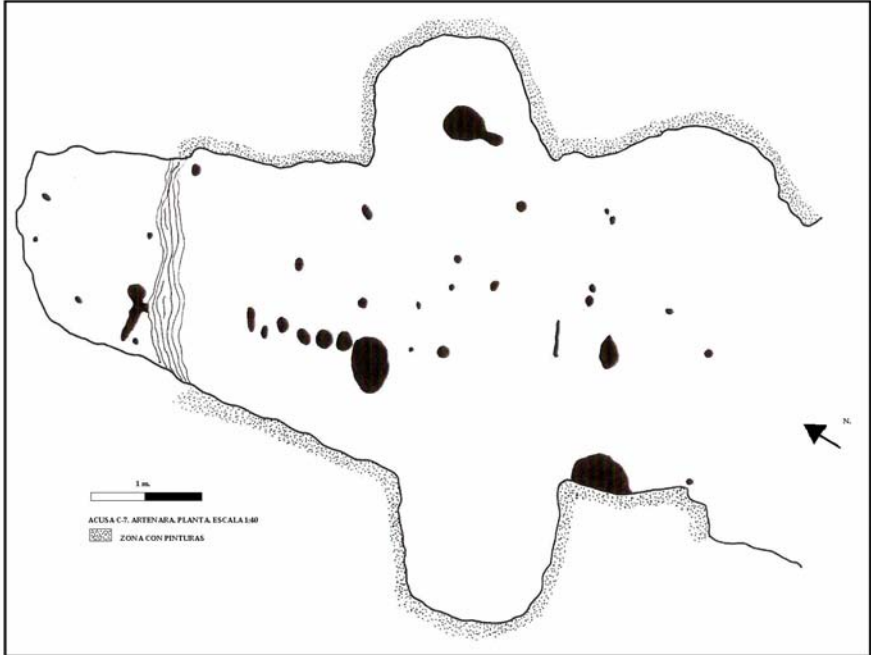 N.
1 m.
ACUSA C-7. ARTENARA. PLANTA. ESCALA 1:40
ZONA CON PINTURAS